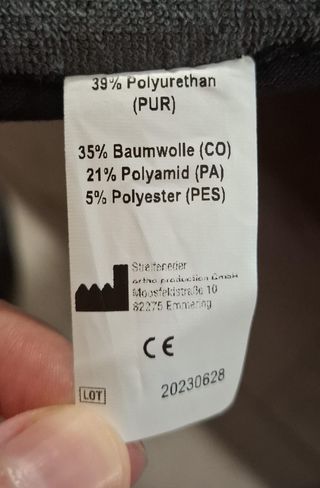 39% Polyurethan
(PUR)
35% Baumwolle (CO)
21% Polyamid (PA)
5% Polyester (PES)
Streifeneder
ortho.production GmbH
Moosfeldstraße 10
82275 Emmering
CE
LOT
20230628